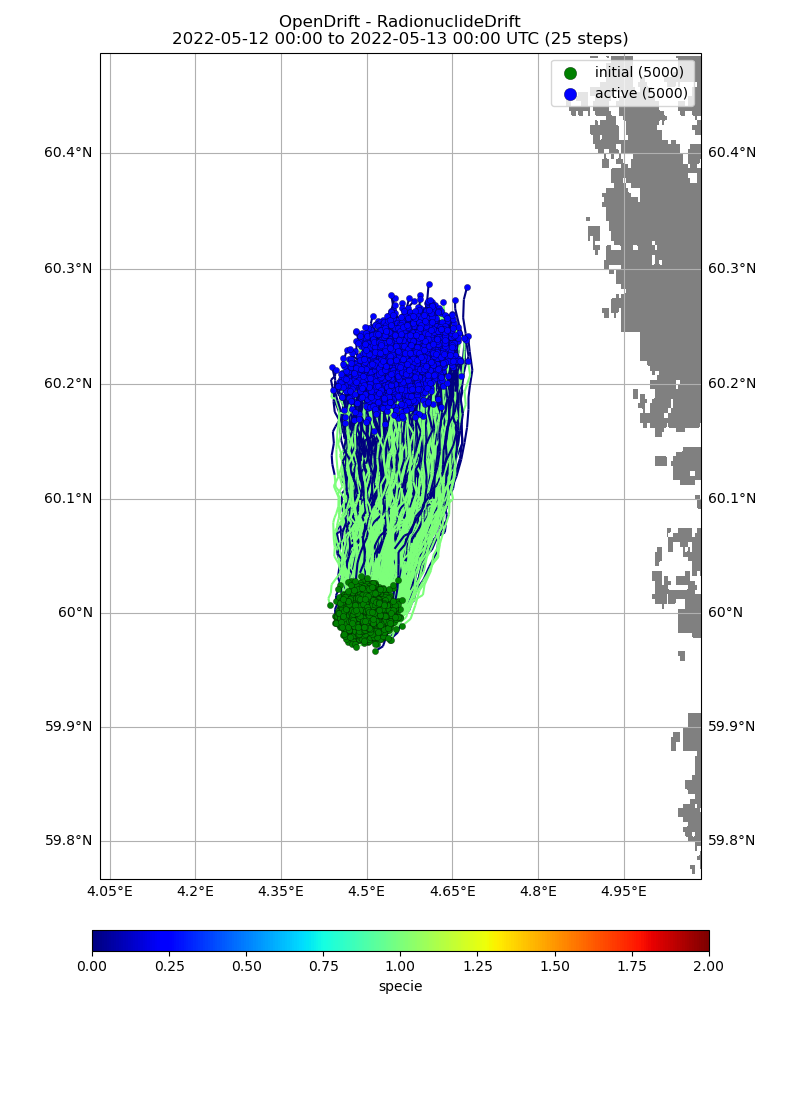 OpenDrift - RadionuclideDrift
2022-05-12 00:00 to 2022-05-13 00:00 UTC (25 steps)
initial (5000)
active (5000)
60.4°N 60.4°N
60.3°N 60.3°N
60.2°N 60.2°N
60.1°N 60.1°N
60°N 60°N
59.9°N 59.9°N
59.8°N 59.8°N
4.05°E 4.2°E 4.35°E 4.5°E 4.65°E 4.8°E 4.95°E
0.00 0.25 0.50 0.75 1.00 1.25 1.50 1.75 2.00
specie